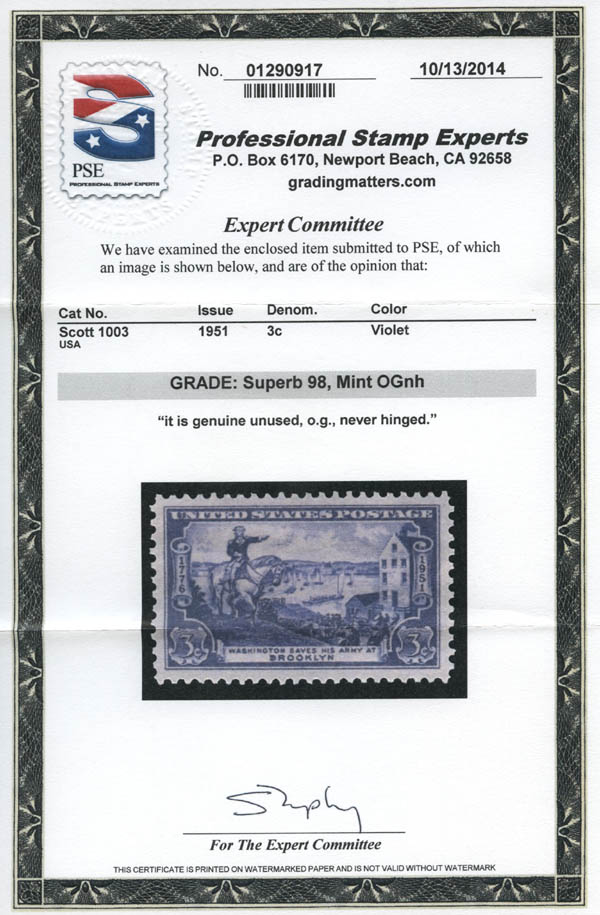 No. 01290917 10/13/2014
PSE
PROFESSIONAL STAMP EXPERTS
Professional Stamp Experts
P.O. Box 6170, Newport Beach, CA 92658
gradingmatters.com
Expert Committee
We have examined the enclosed item submitted to PSE, of which
an image is shown below, and are of the opinion that:
Cat No. Issue Denom. Color
Scott 1003 1951 3c Violet
USA
GRADE: Superb 98, Mint OGnh
“it is genuine unused, o.g., never hinged.”
UNITED STATES POSTAGE
1776 1951
3c 3c
WASHINGTON SAVES HIS ARMY AT
BROOKLYN
For The Expert Committee
THIS CERTIFICATE IS PRINTED ON WATERMARKED PAPER AND IS NOT VALID WITHOUT WATERMARK